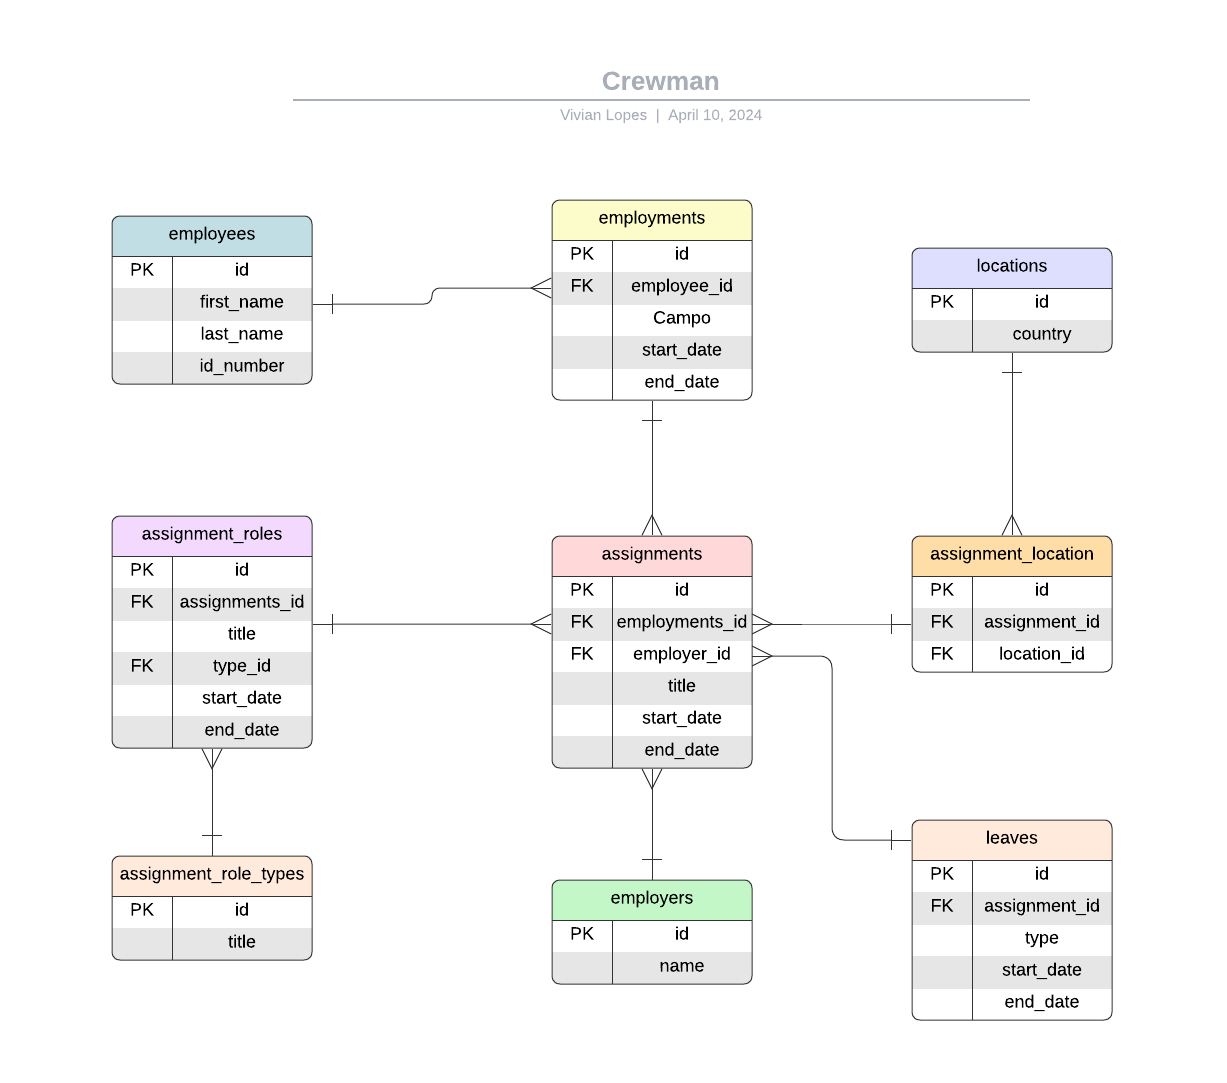 Crewman
Vivian Lopes | April 10, 2024
employees
PK id
first_name
last_name
id_number
employments
PK id
FK employee_id
Campo
start_date
end_date
locations
PK id
country
assignment_roles
PK id
FK assignments_id
title
FK type_id
start_date
end_date
assignments
PK id
FK employments_id
FK employer_id
title
start_date
end_date
assignment_location
PK id
FK assignment_id
FK location_id
assignment_role_types
PK id
title
employers
PK id
name
leaves
PK id
FK assignment_id
type
start_date
end_date